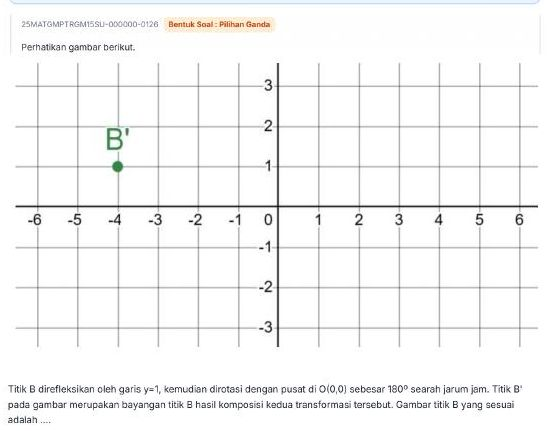 25MATGMPTRGM15SU-000000-0126 Bentuk Soal : Pilihan Ganda
Perhatikan gambar berikut.
3
2
B'
1
-6 -5 -4 -3 -2 -1 0 1 2 3 4 5 6
-1
-2
-3
Titik B direfleksikan oleh garis y=1, kemudian dirotasi dengan pusat di O(0,0) sebesar 180º searah jarum jam. Titik B'
pada gambar merupakan bayangan titik B hasil komposisi kedua transformasi tersebut. Gambar titik B yang sesuai
adalah ....